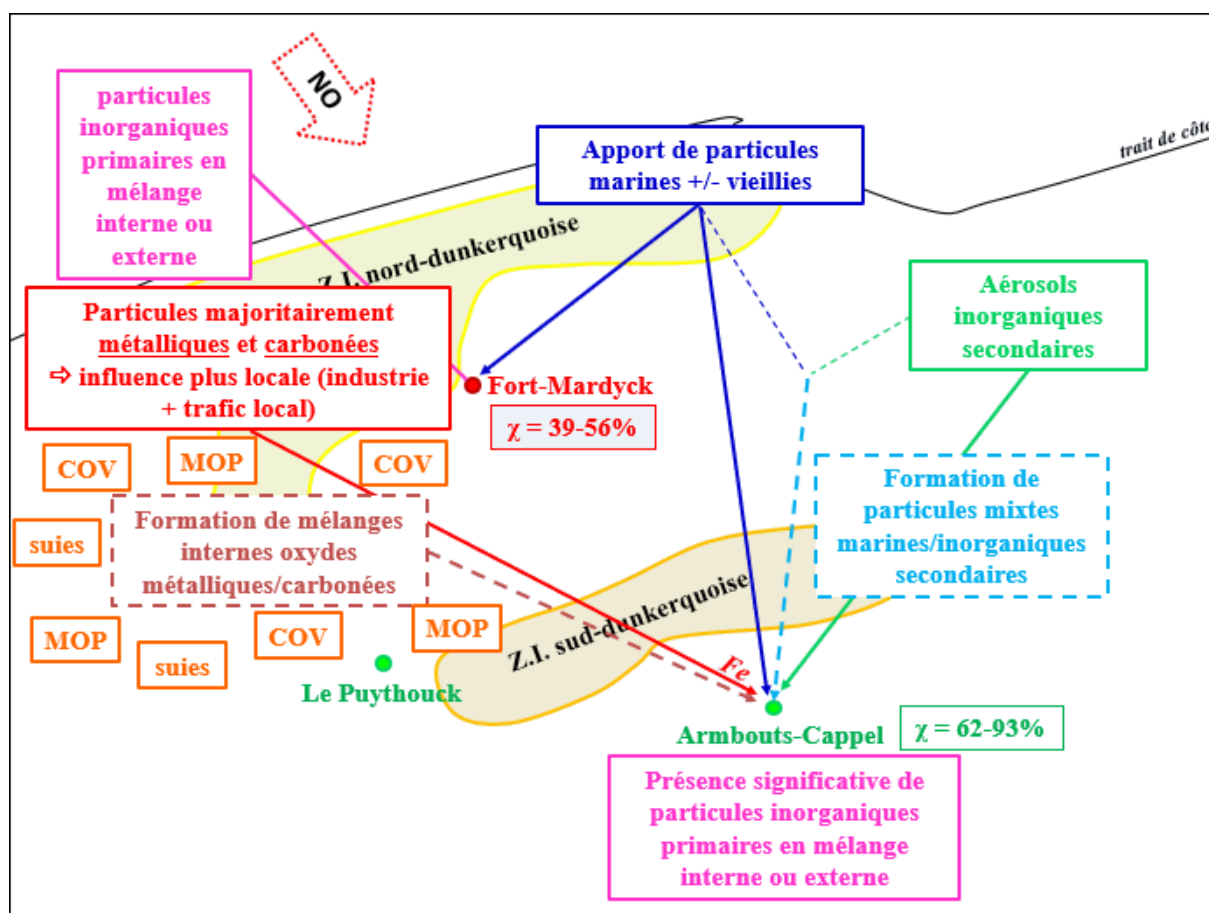 NO
particules
inorganiques
primaires en
mélange
interne ou
externe
Apport de particules
marines +/- vieillies
trait de côte
Z.I. nord-dunkerquoise
Aérosols
inorganiques
secondaires
Particules majoritairement
métalliques et carbonées
⇨ influence plus locale (industrie
+ trafic local)
Fort-Mardyck
χ = 39-56%
COV
MOP
COV
Formation de
particules mixtes
marines/inorganiques
secondaires
suies
Formation de mélanges
internes oxydes
métalliques/carbonées
MOP
suies
COV
MOP
Z.I. sud-dunkerquoise
Fe
Le Puythouck
Armbouts-Cappel
χ = 62-93%
Présence significative de
particules inorganiques
primaires en mélange
interne ou externe